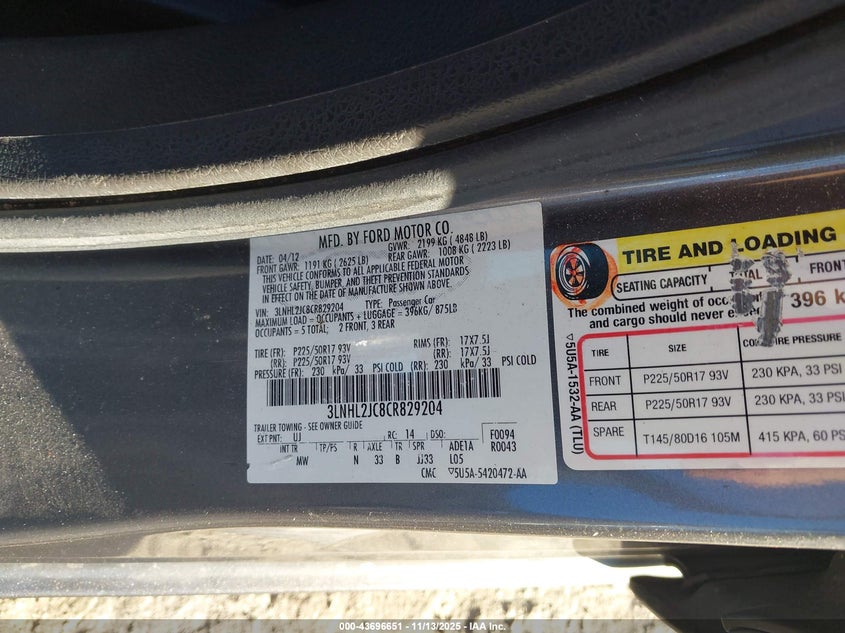 MFD. BY FORD MOTOR CO.
DATE: 04/12 GVWR: 2199 KG ( 4848 LB)
FRONT GAWR: 1191 KG ( 2625 LB) REAR GAWR: 1008 KG ( 2223 LB)
THIS VEHICLE CONFORMS TO ALL APPLICABLE FEDERAL MOTOR
VEHICLE SAFETY, BUMPER, AND THEFT PREVENTION STANDARDS
IN EFFECT ON THE DATE OF MANUFACTURE SHOWN ABOVE.
VIN: 3LNHL2JC8CR829204 TYPE: Passenger Car
MAXIMUM LOAD = OCCUPANTS + LUGGAGE = 396KG/ 875LB
OCCUPANTS = 5 TOTAL; 2 FRONT, 3 REAR
TIRE (FR): P225/50R17 93V RIMS (FR): 17X7.5J
(RR): P225/50R17 93V (RR): 17X7.5J
PRESSURE (FR): 230 kPa/ 33 PSI COLD (RR): 230 kPa/ 33 PSI COLD
3LNHL2JC8CR829204
TRAILER TOWING - SEE OWNER GUIDE
EXT PNT: UJ RC: 14 DSO: F0094
INT TR TP/PS R AXLE TR SPR ADE1A R0043
MW N 33 B JJ33 L05
CMC ▽5U5A-5420472-AA
TIRE AND LOADING
SEATING CAPACITY FRONT
The combined weight of
and cargo should never
396 k
▽5U5A-1532-AA (TLU)
TIRE SIZE TIRE PRESSURE
FRONT P225/50R17 93V 230 KPA, 33 PSI
REAR P225/50R17 93V 230 KPA, 33 PSI
SPARE T145/80D16 105M 415 KPA, 60 PS
000-43696651 - 11/13/2025 - IAA Inc.